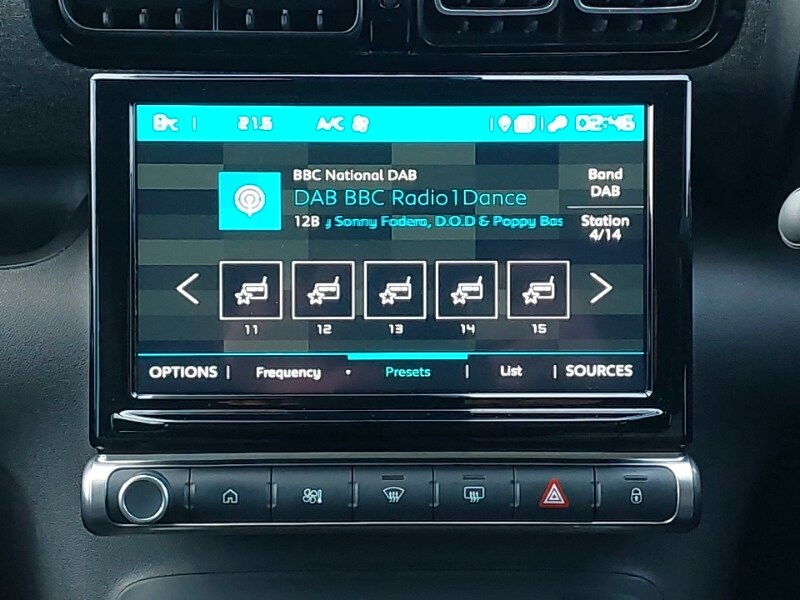 8°C | 21.5 A/C | | 02:46
BBC National DAB
DAB BBC Radio1Dance
12B y Sonny Fodera, D.O.D & Poppy Bas
Band
DAB
Station
4/14
11 12 13 14 15
OPTIONS | Frequency • Presets | List | SOURCES